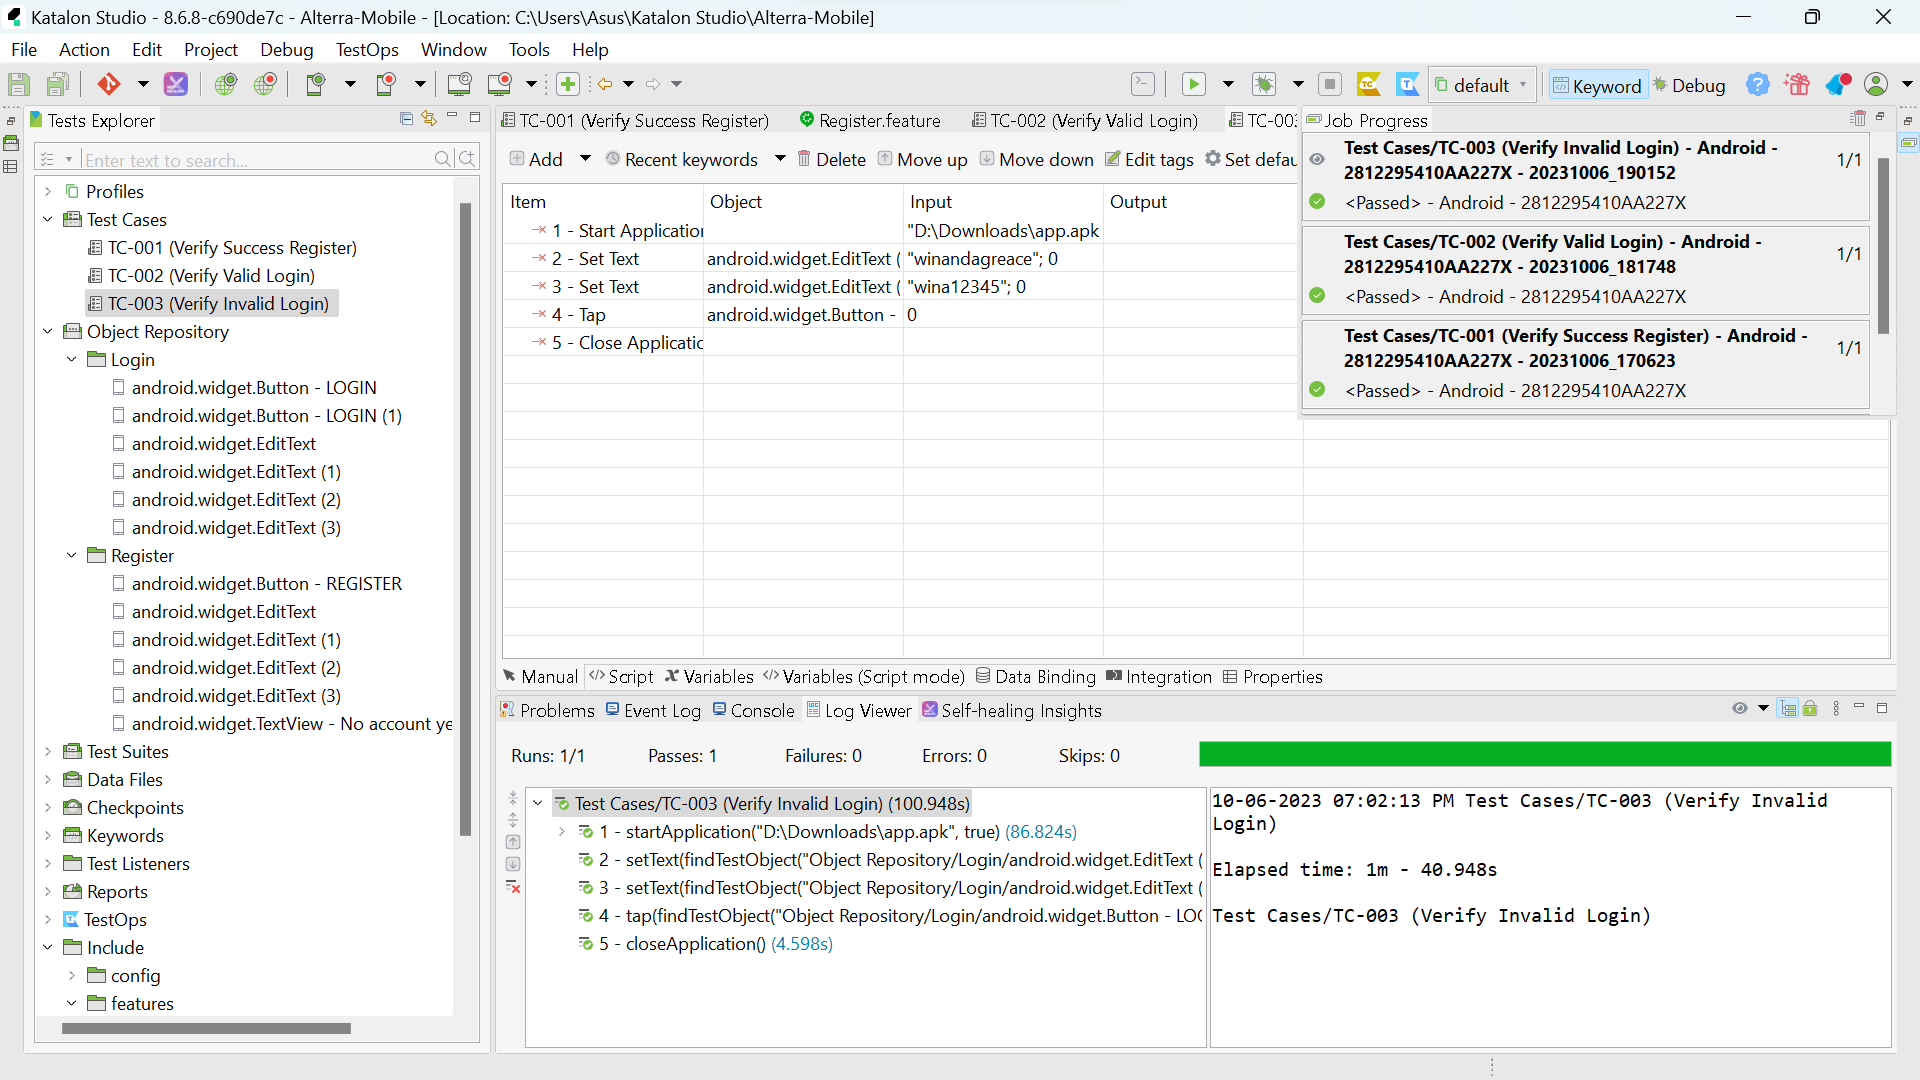 Katalon Studio - 8.6.8-c690de7c - Alterra-Mobile - [Location: C:\Users\Asus\Katalon Studio\Alterra-Mobile]
File Action Edit Project Debug TestOps Window Tools Help
default Keyword Debug
Tests Explorer
Enter text to search...
Profiles
Test Cases
TC-001 (Verify Success Register)
TC-002 (Verify Valid Login)
TC-003 (Verify Invalid Login)
Object Repository
Login
android.widget.Button - LOGIN
android.widget.Button - LOGIN (1)
android.widget.EditText
android.widget.EditText (1)
android.widget.EditText (2)
android.widget.EditText (3)
Register
android.widget.Button - REGISTER
android.widget.EditText
android.widget.EditText (1)
android.widget.EditText (2)
android.widget.EditText (3)
android.widget.TextView - No account ye
Test Suites
Data Files
Checkpoints
Keywords
Test Listeners
Reports
TestOps
Include
config
features
TC-001 (Verify Success Register) Register.feature TC-002 (Verify Valid Login) TC-003
Add Recent keywords Delete Move up Move down Edit tags Set defau
Item Object Input Output
1 - Start Application "D:\Downloads\app.apk
2 - Set Text android.widget.EditText ( "winandagreace"; 0
3 - Set Text android.widget.EditText ( "wina12345"; 0
4 - Tap android.widget.Button - 0
5 - Close Applicatic
Job Progress
Test Cases/TC-003 (Verify Invalid Login) - Android - 1/1
2812295410AA227X - 20231006_190152
<Passed> - Android - 2812295410AA227X
Test Cases/TC-002 (Verify Valid Login) - Android - 1/1
2812295410AA227X - 20231006_181748
<Passed> - Android - 2812295410AA227X
Test Cases/TC-001 (Verify Success Register) - Android - 1/1
2812295410AA227X - 20231006_170623
<Passed> - Android - 2812295410AA227X
Manual Script Variables Variables (Script mode) Data Binding Integration Properties
Problems Event Log Console Log Viewer Self-healing Insights
Runs: 1/1 Passes: 1 Failures: 0 Errors: 0 Skips: 0
Test Cases/TC-003 (Verify Invalid Login) (100.948s)
1 - startApplication("D:\Downloads\app.apk", true) (86.824s)
2 - setText(findTestObject("Object Repository/Login/android.widget.EditText (
3 - setText(findTestObject("Object Repository/Login/android.widget.EditText (
4 - tap(findTestObject("Object Repository/Login/android.widget.Button - LOG
5 - closeApplication() (4.598s)
10-06-2023 07:02:13 PM Test Cases/TC-003 (Verify Invalid
Login)
Elapsed time: 1m - 40.948s
Test Cases/TC-003 (Verify Invalid Login)